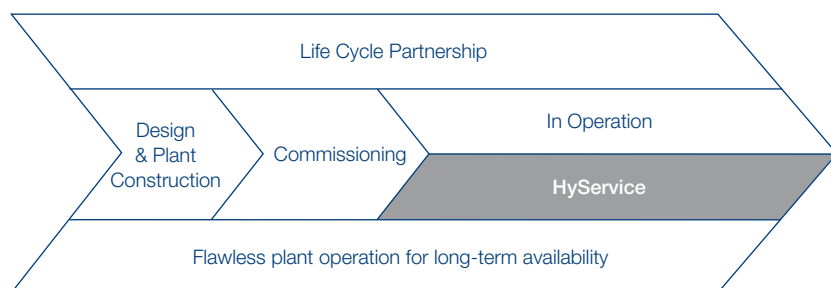 Life Cycle Partnership
Design
& Plant
Construction
Commissioning
In Operation
HyService
Flawless plant operation for long-term availability